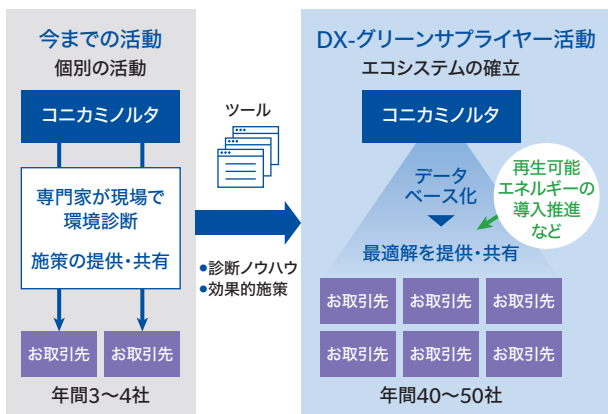 今までの活動
個別の活動
コニカミノルタ
専門家が現場で
環境診断
施策の提供・共有
お取引先
お取引先
年間3〜4社
ツール
●診断ノウハウ
●効果的施策
DX-グリーンサプライヤー活動
エコシステムの確立
コニカミノルタ
データ
ベース化
再生可能
エネルギーの
導入推進
など
最適解を提供・共有
お取引先
お取引先
お取引先
お取引先
お取引先
お取引先
年間40〜50社